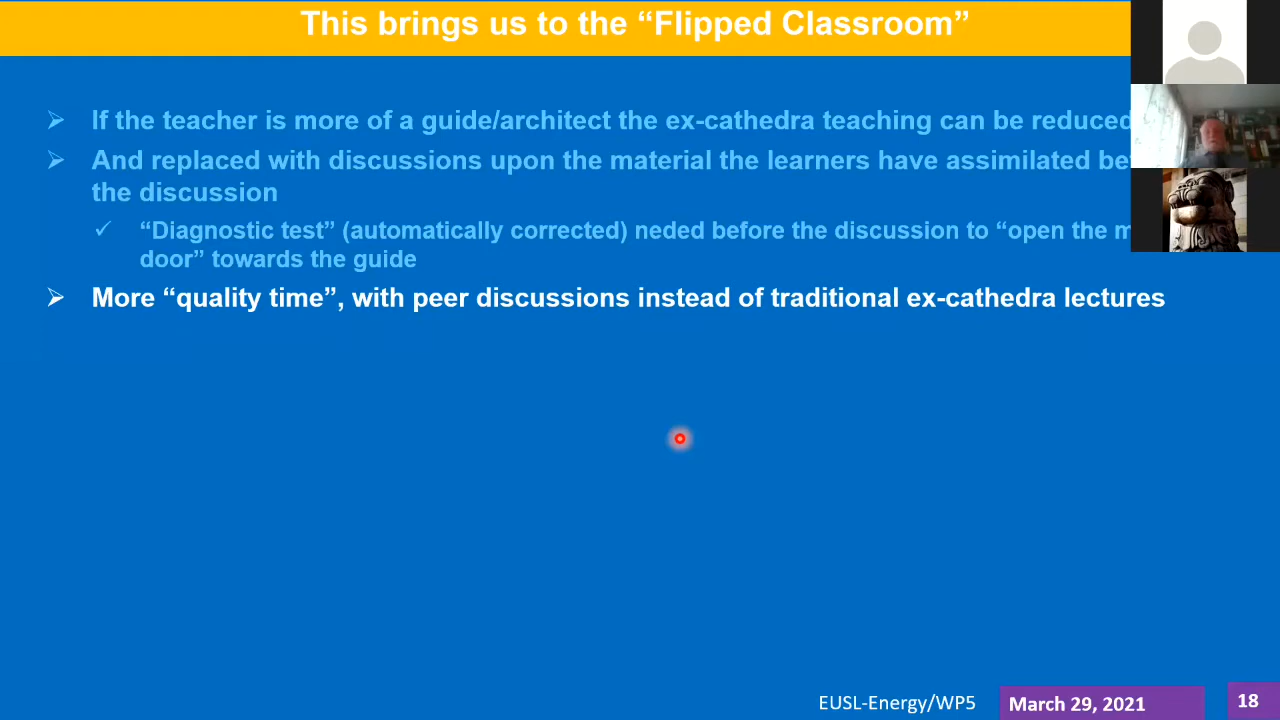 This brings us to the “Flipped Classroom”
If the teacher is more of a guide/architect the ex-cathedra teaching can be reduced
And replaced with discussions upon the material the learners have assimilated
the discussion
“Diagnostic test” (automatically corrected) neded before the discussion to “open the
door” towards the guide
More “quality time”, with peer discussions instead of traditional ex-cathedra lectures
EUSL-Energy/WP5
March 29, 2021
18